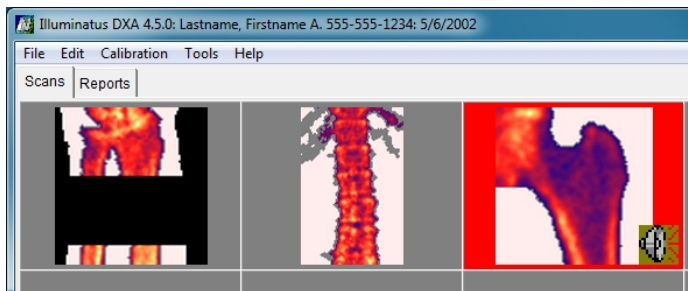 Illuminatus DXA 4.5.0: Lastname, Firstname A. 555-555-1234: 5/6/2002
File Edit Calibration Tools Help
Scans Reports